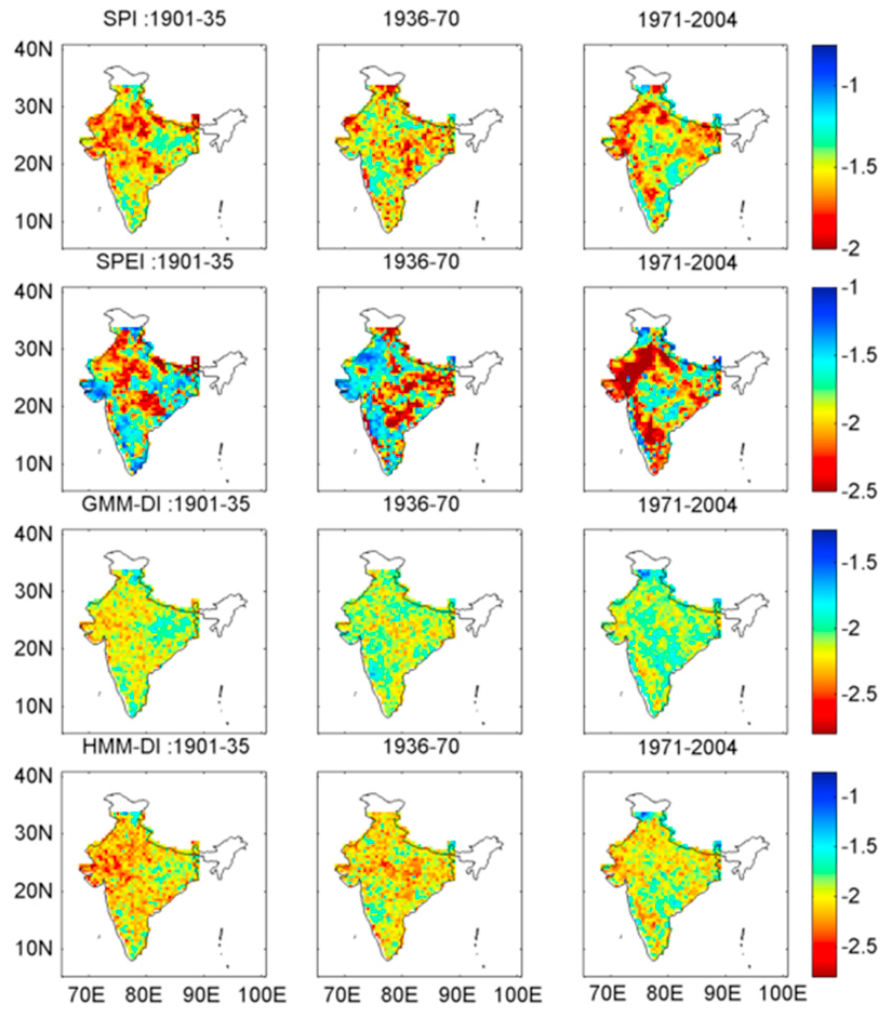 SPI :1901-35 1936-70 1971-2004
40N
30N
20N
10N
-1
-1.5
-2
SPEI :1901-35 1936-70 1971-2004
40N
30N
20N
10N
-1
-1.5
-2
-2.5
GMM-DI :1901-35 1936-70 1971-2004
40N
30N
20N
10N
-1.5
-2
-2.5
HMM-DI :1901-35 1936-70 1971-2004
40N
30N
20N
10N
-1
-1.5
-2
-2.5
70E 80E 90E 100E 70E 80E 90E 100E 70E 80E 90E 100E